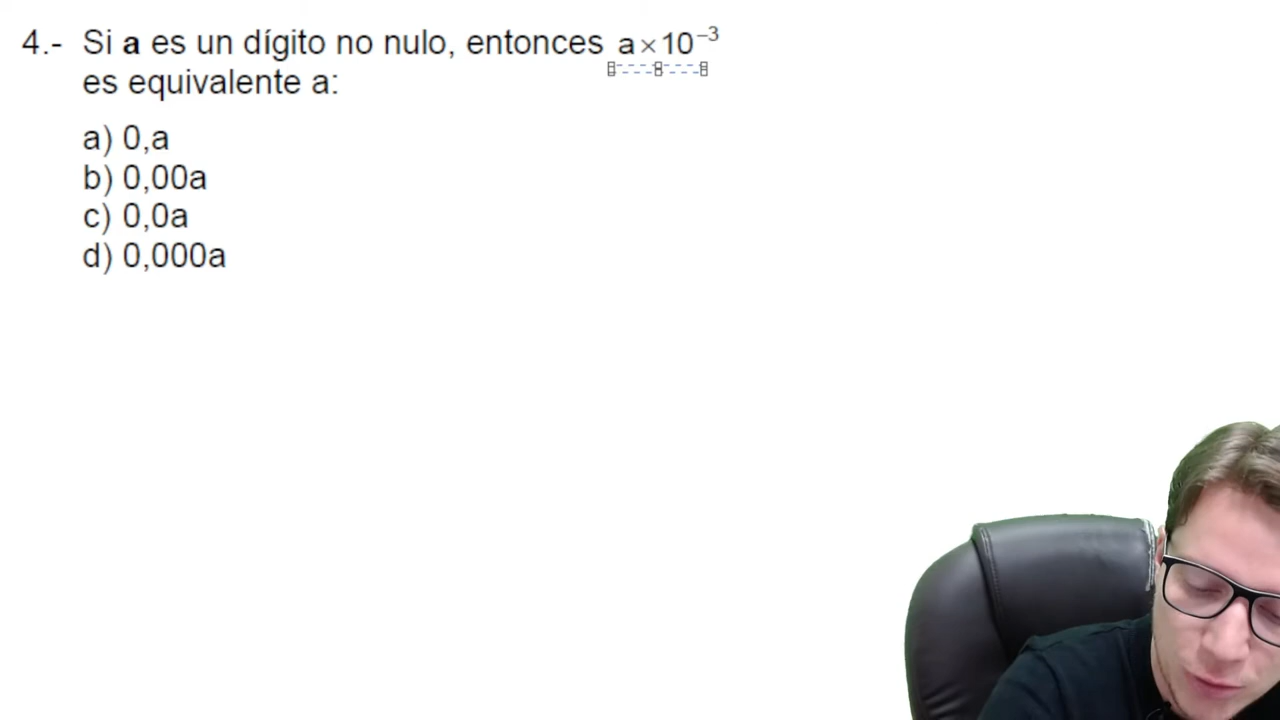 4.- Si a es un dígito no nulo, entonces a×10⁻³
es equivalente a:
a) 0,a
b) 0,00a
c) 0,0a
d) 0,000a